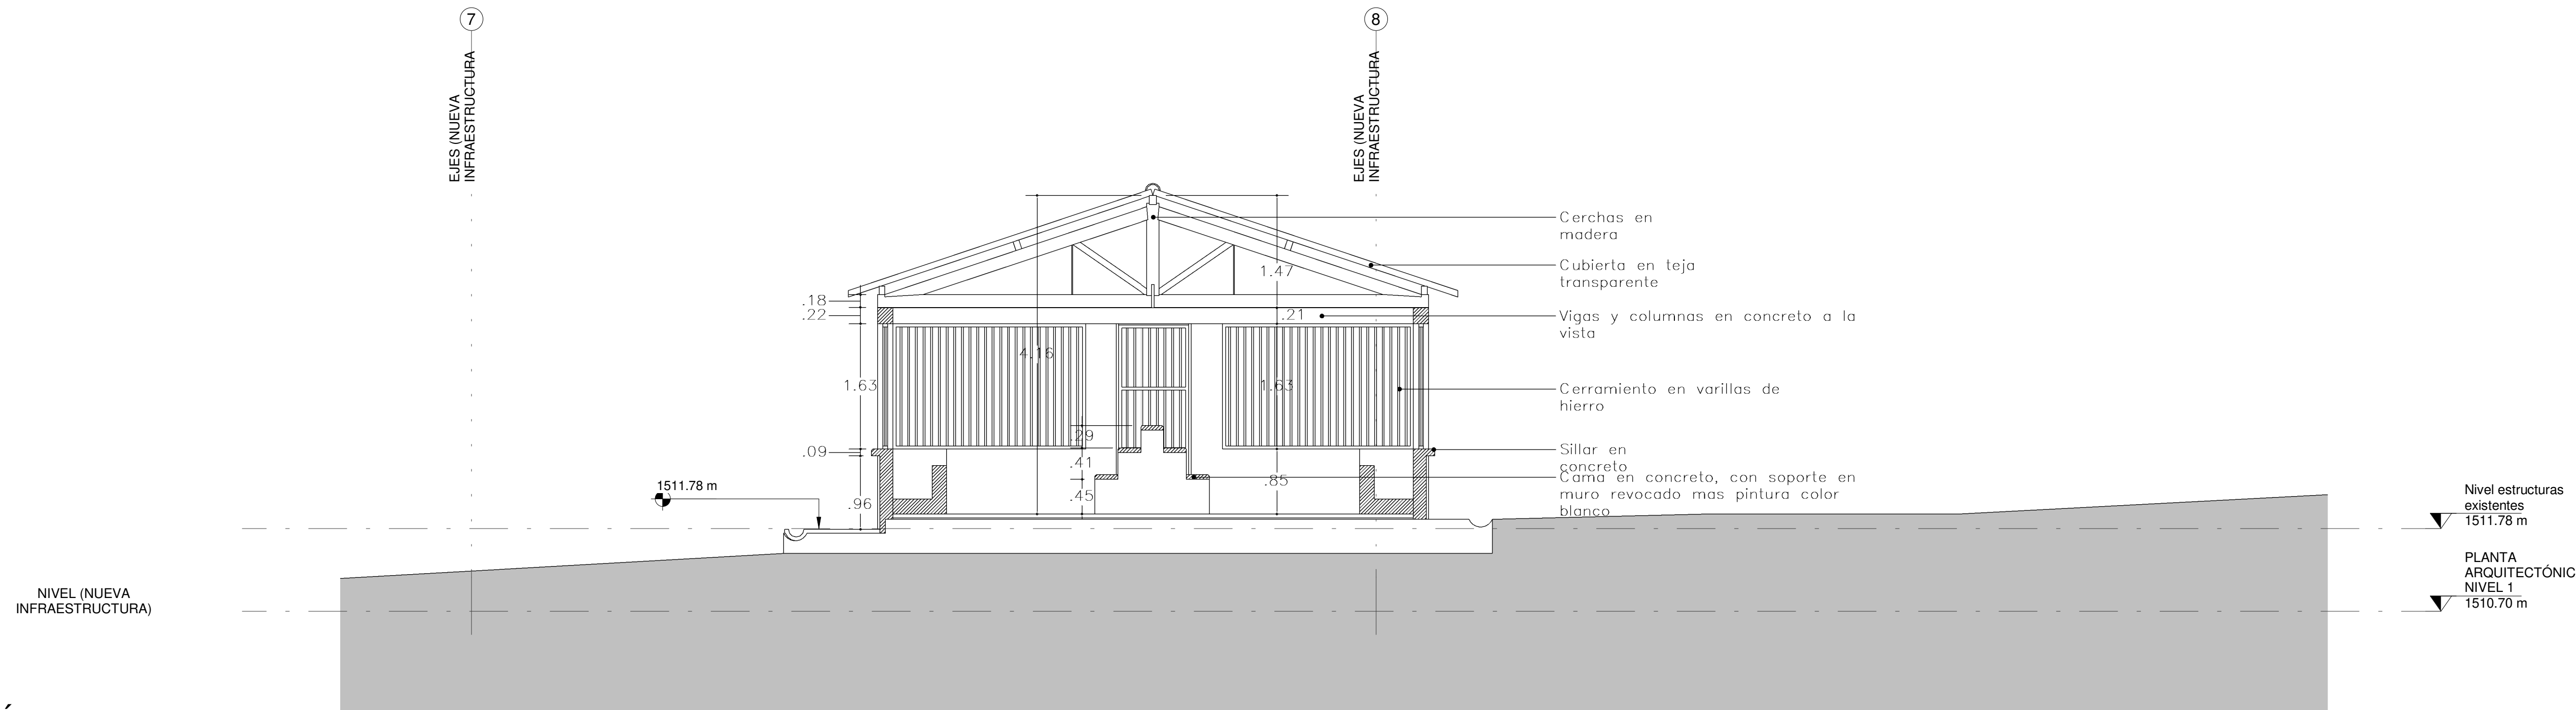 7
8
EJES (NUEVA
INFRAESTRUCTURA
EJES (NUEVA
INFRAESTRUCTURA
Cerchas en
madera
Cubierta en teja
transparente
1.47
.18
.22
.21
Vigas y columnas en concreto a la
vista
4.16
1.63
1.63
Cerramiento en varillas de
hierro
.29
.09
Sillar en
concreto
.41
.85
Cama en concreto, con soporte en
muro revocado mas pintura color
blanco
.45
.96
1511.78 m
Nivel estructuras
existentes
1511.78 m
PLANTA
ARQUITECTÓNIC
NIVEL 1
1510.70 m
NIVEL (NUEVA
INFRAESTRUCTURA)